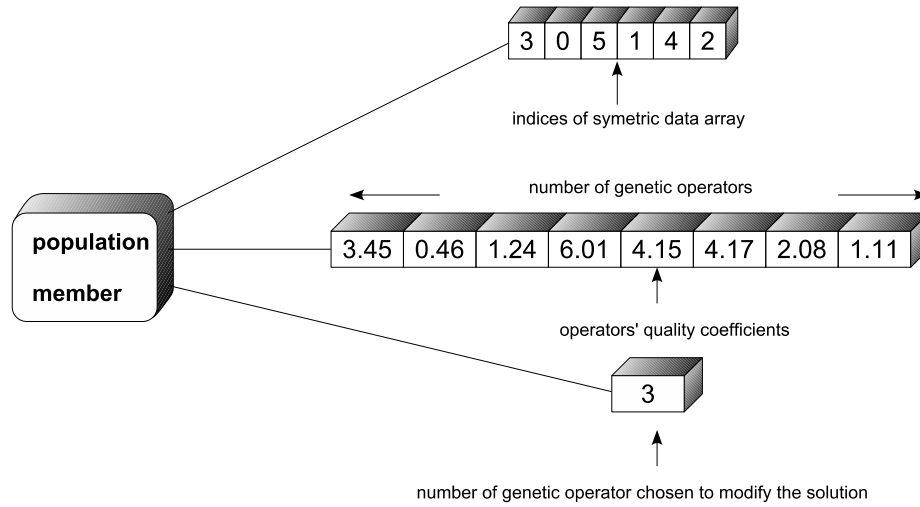 3 0 5 1 4 2
indices of symetric data array
number of genetic operators
population
member
3.45 0.46 1.24 6.01 4.15 4.17 2.08 1.11
operators' quality coefficients
3
number of genetic operator chosen to modify the solution